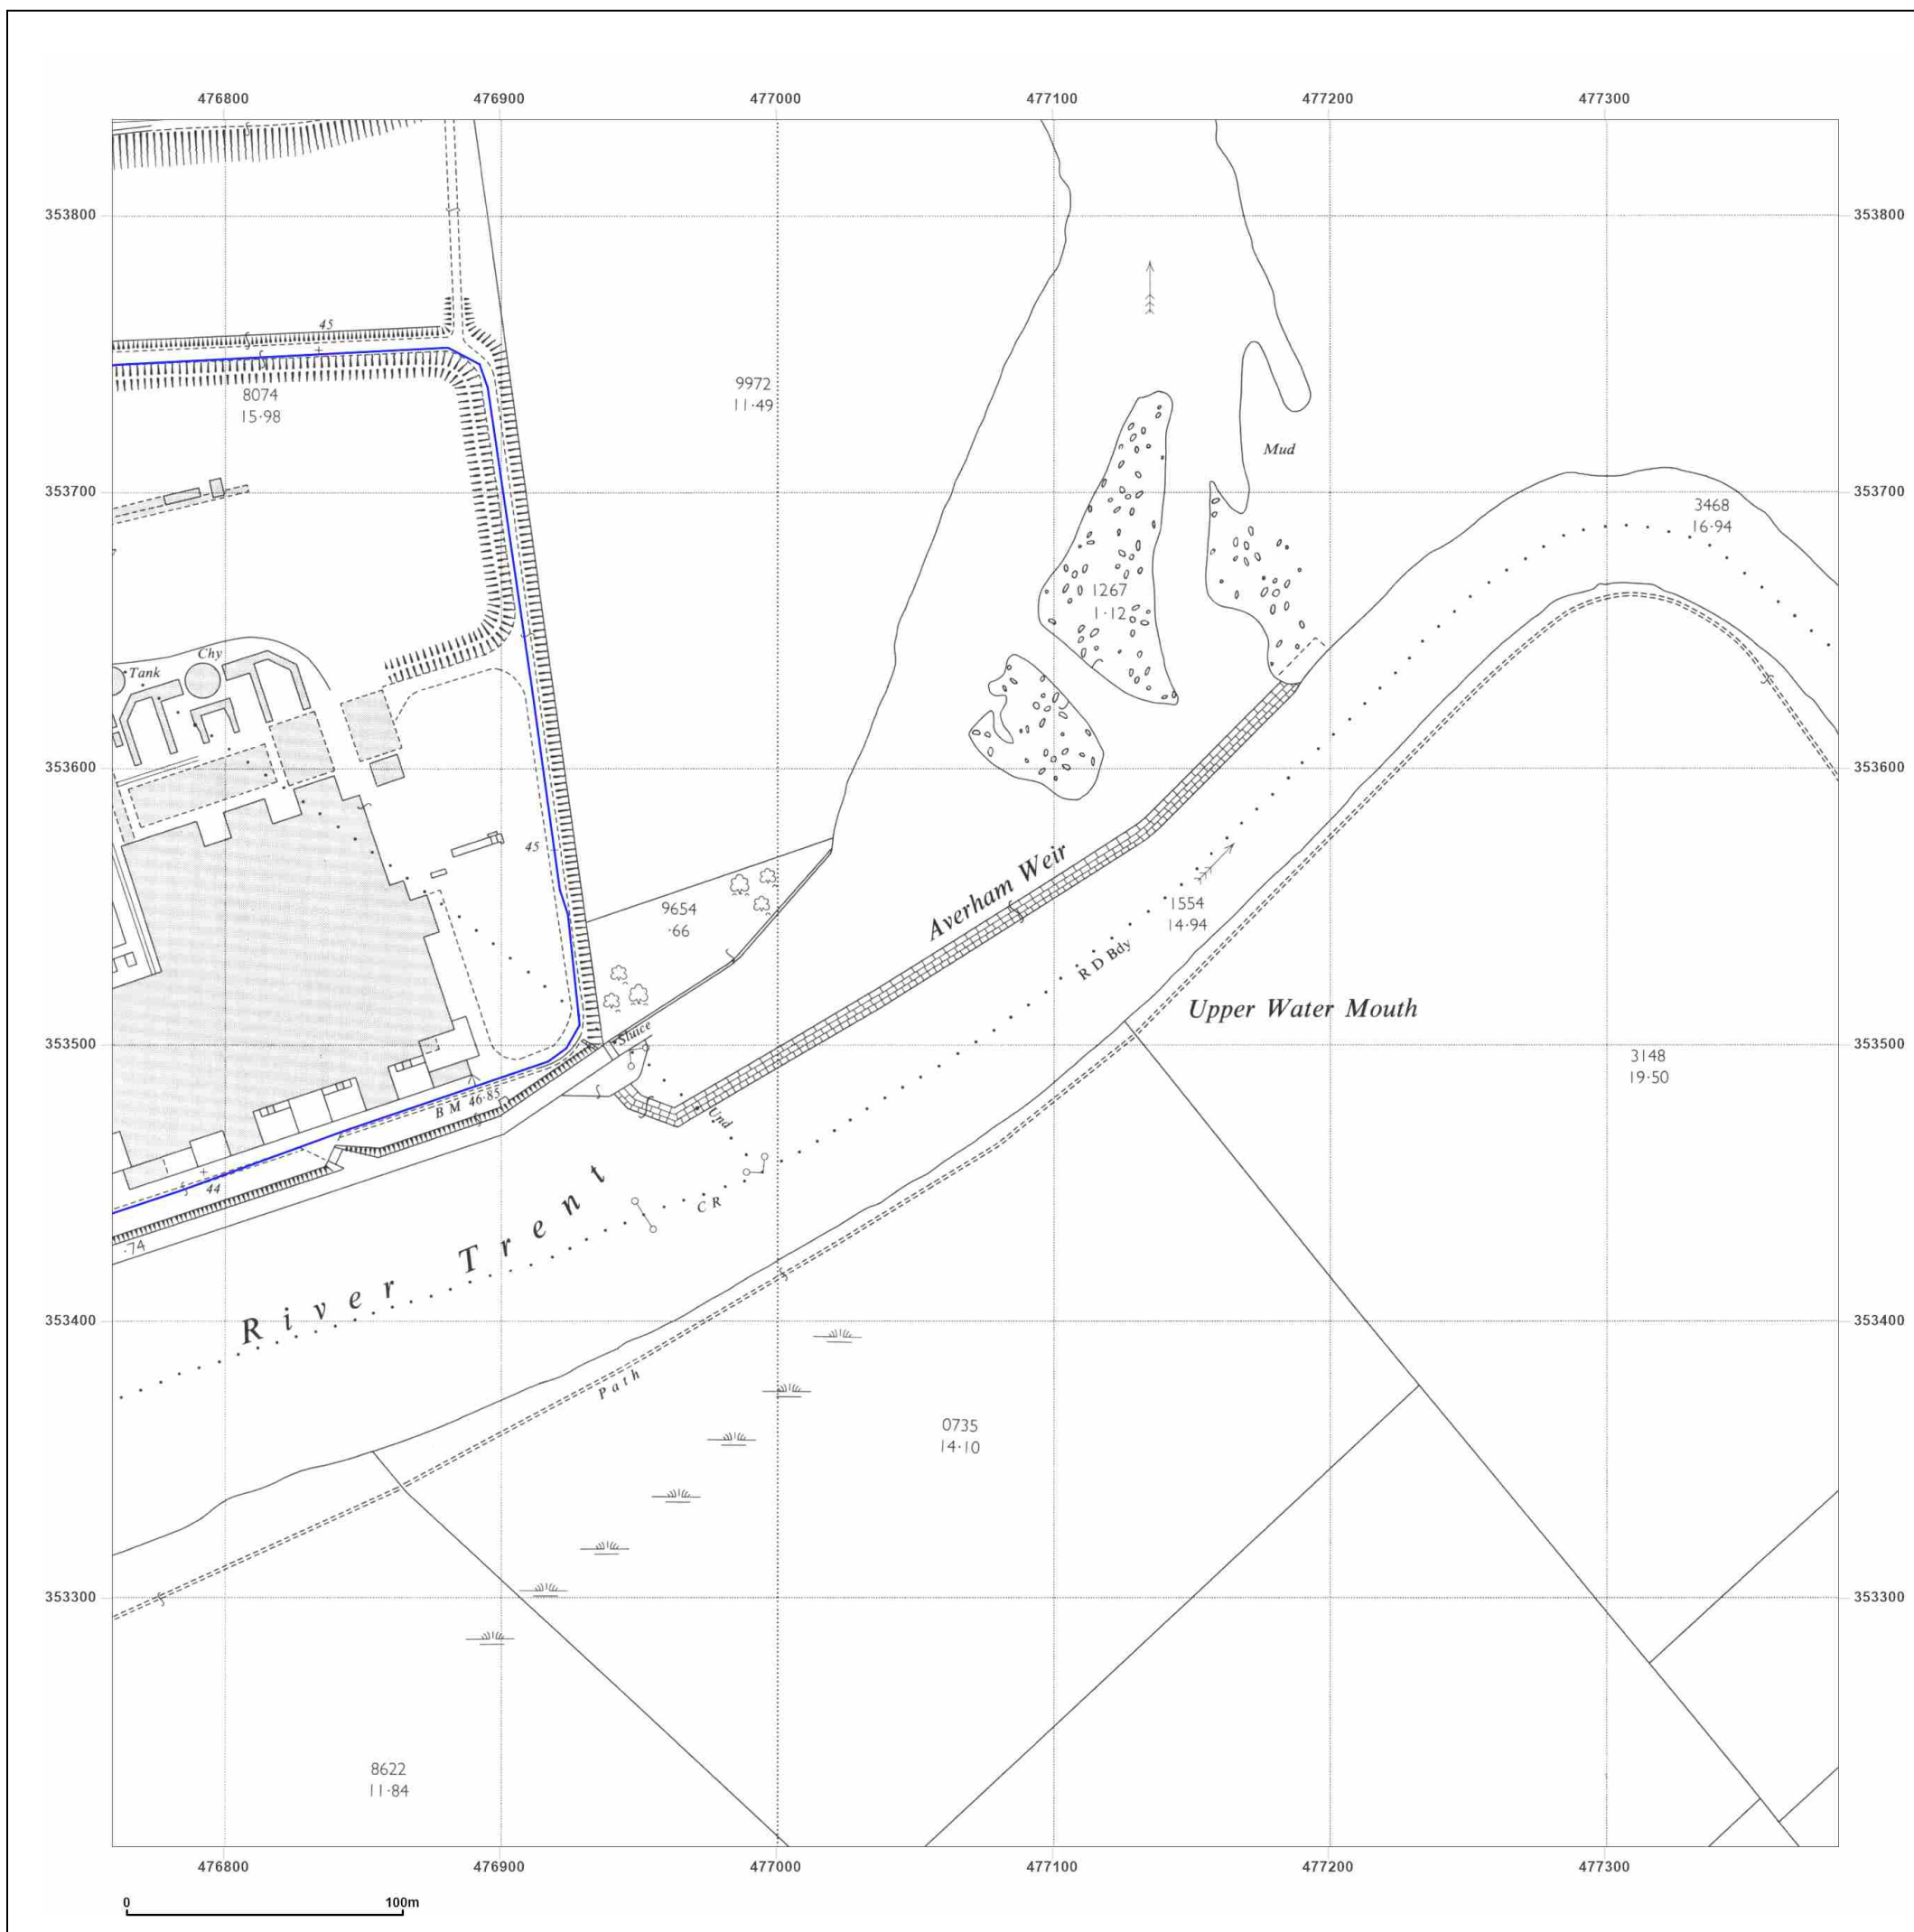 476800 476900 477000 477100 477200 477300
353800 353800
45
8074
15·98
9972
11·49
Mud
353700 353700
3468
16·94
1267
1·12
Chy
Tank
353600 353600
45
Averham Weir
9654
·66
1554
14·94
R D Bdy
Upper Water Mouth
Sluice
353500 353500
3148
19·50
B M 46·85
Und
44
C R
·74
River Trent
353400 353400
Path
0735
14·10
353300 353300
8622
11·84
476800 476900 477000 477100 477200 477300
0 100m